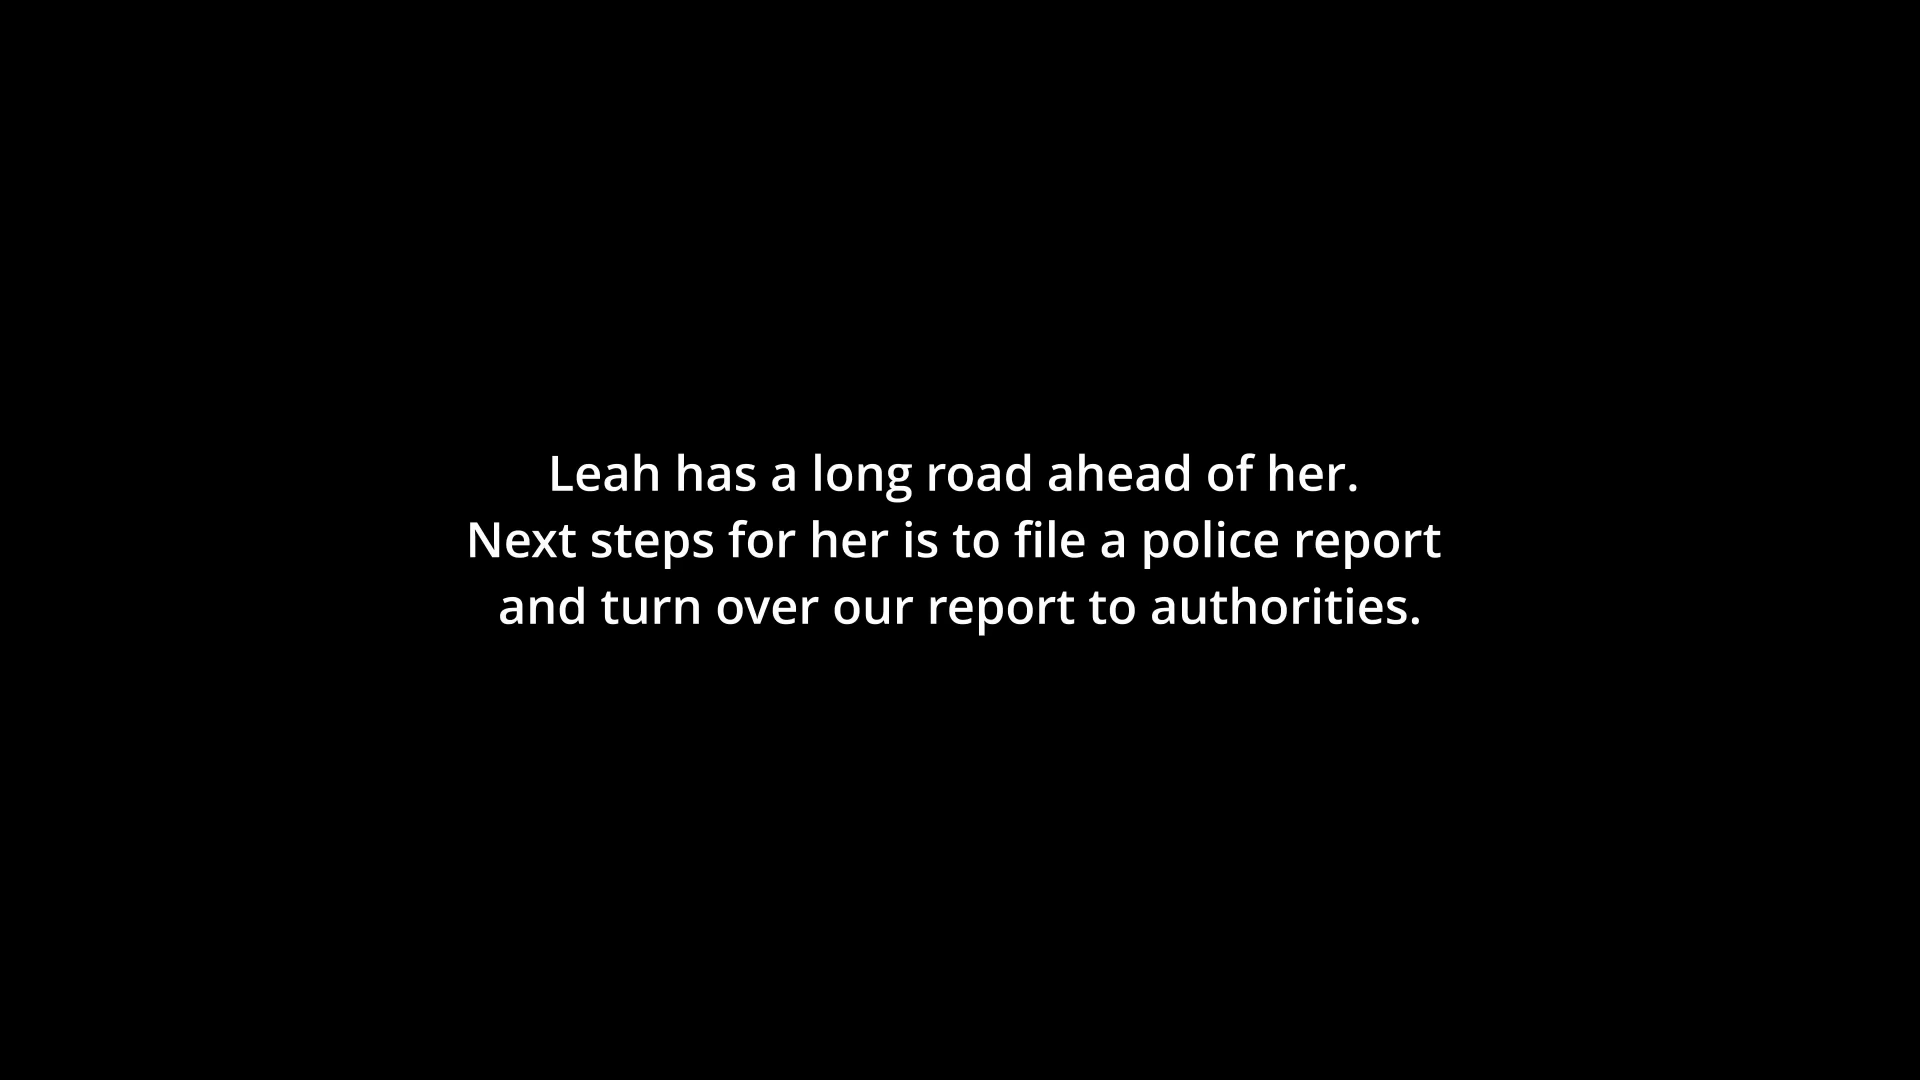 Leah has a long road ahead of her.
Next steps for her is to file a police report
and turn over our report to authorities.